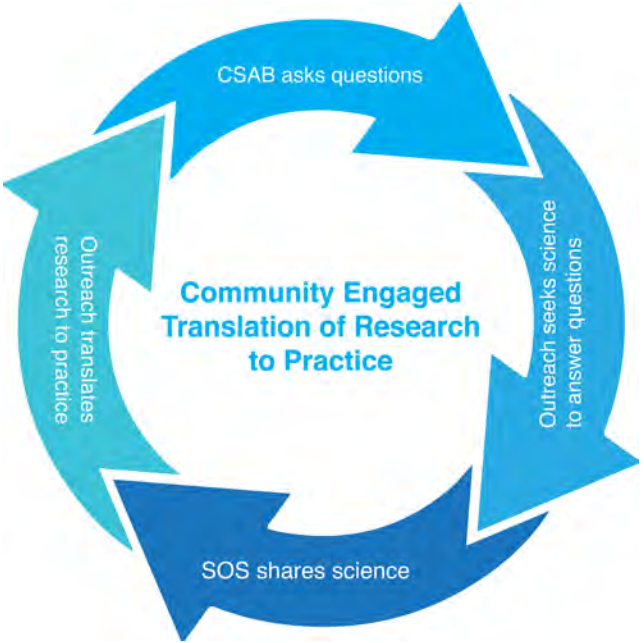 CSAB asks questions
Outreach seeks science
to answer questions
SOS shares science
Outreach translates
research to practice
Community Engaged
Translation of Research
to Practice